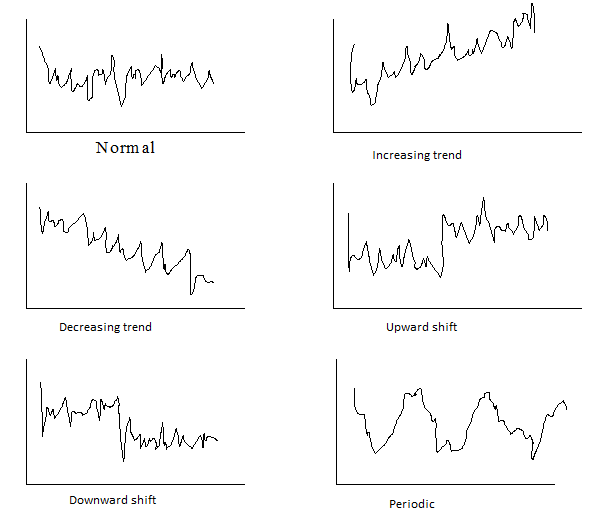 Normal
Increasing trend
Decreasing trend
Upward shift
Downward shift
Periodic